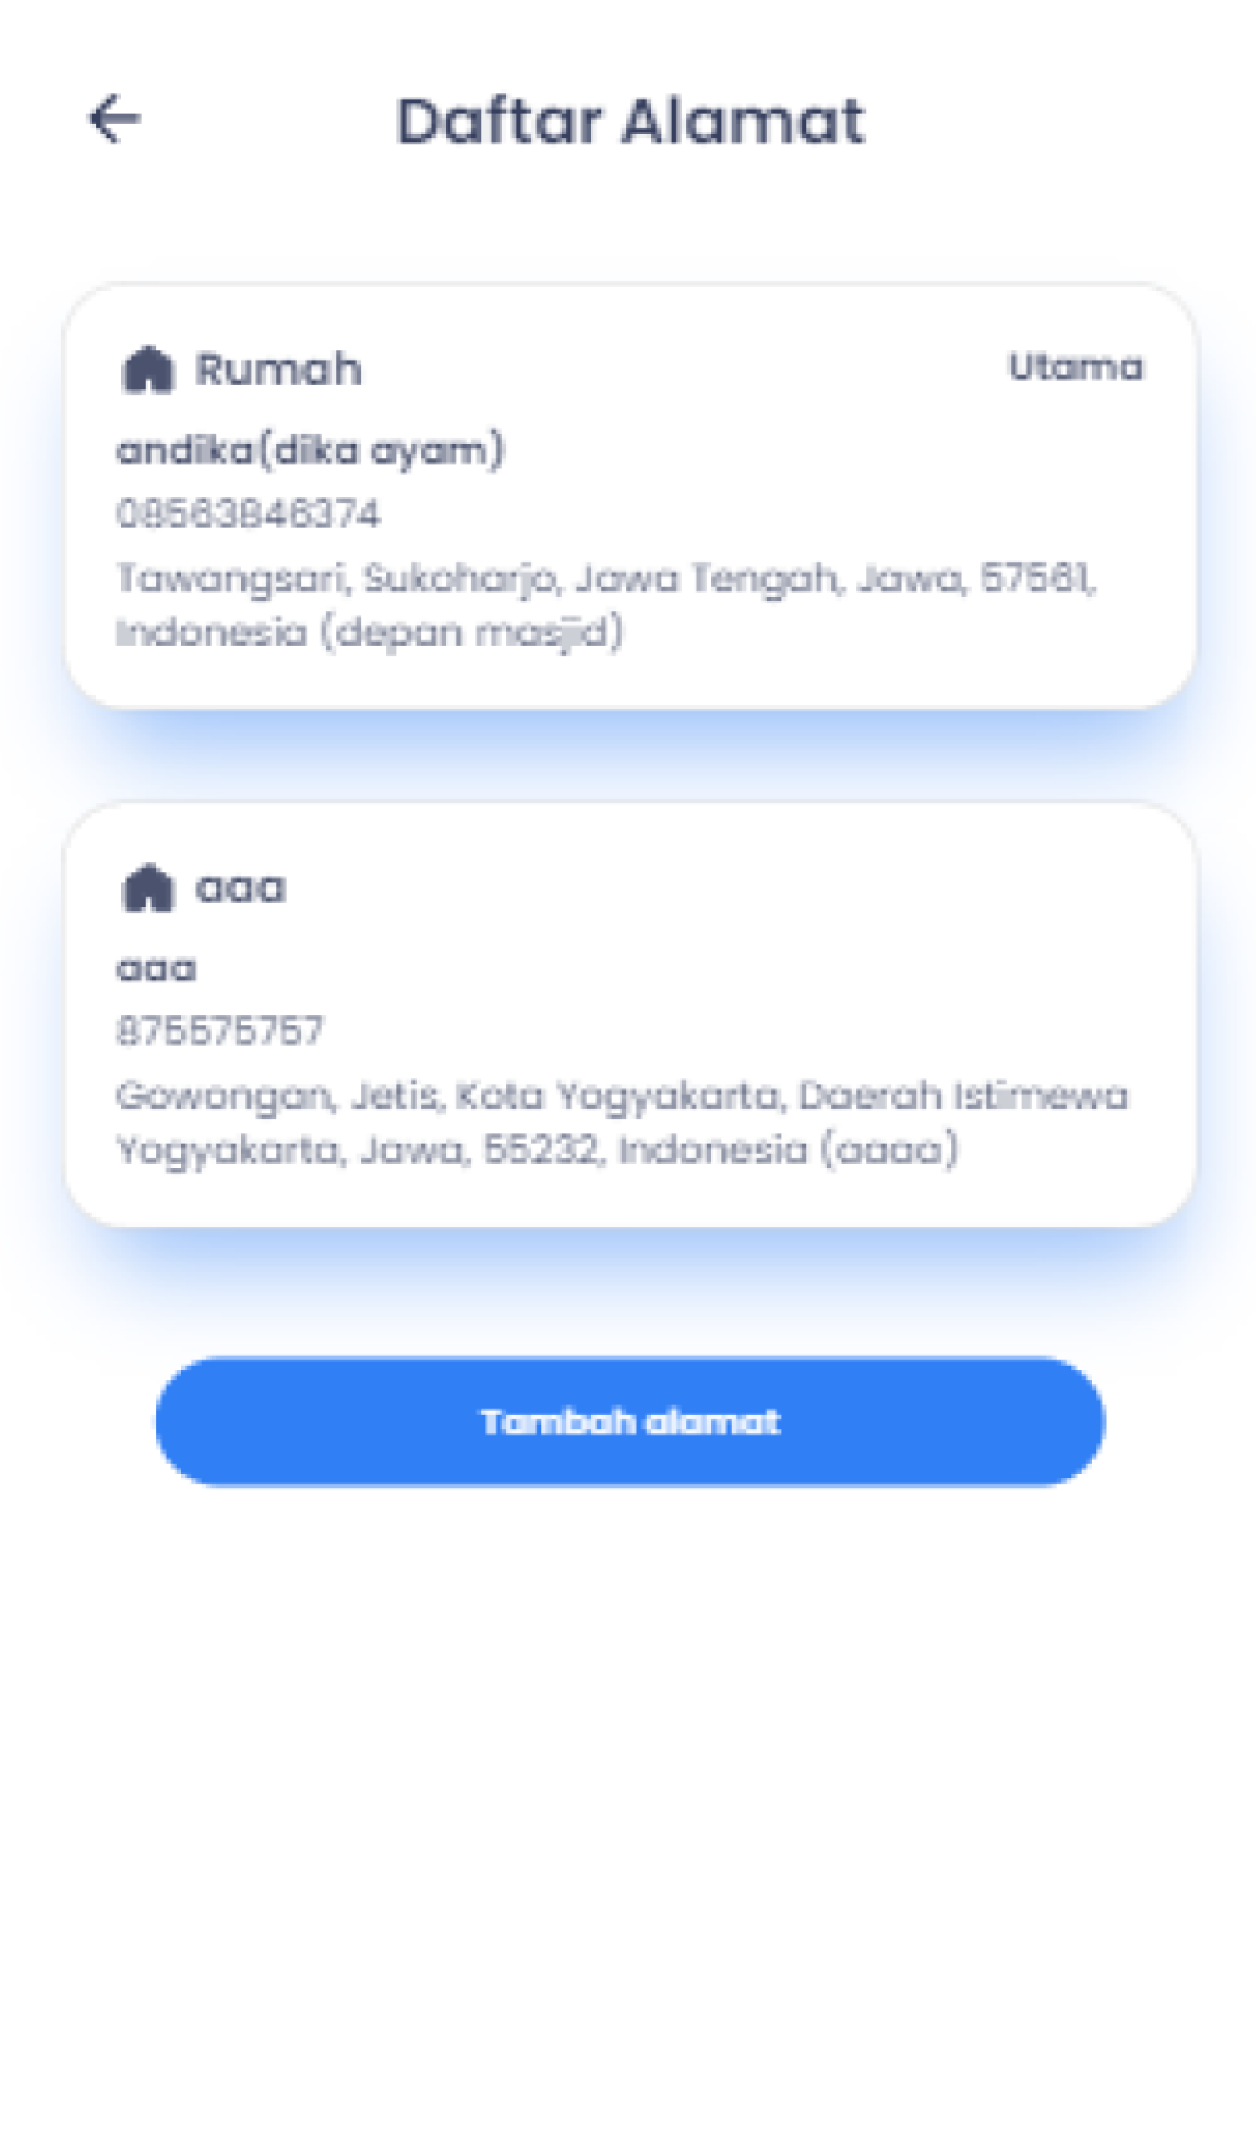 Daftar Alamat
Rumah
Utama
andika(dika ayam)
08563846374
Tawangsari, Sukoharjo, Jawa Tengah, Jawa, 57561,
Indonesia (depan masjid)
aaa
aaa
875575757
Gowongan, Jetis, Kota Yogyakarta, Daerah Istimewa
Yogyakarta, Jawa, 55232, Indonesia (aaaa)
Tambah alamat